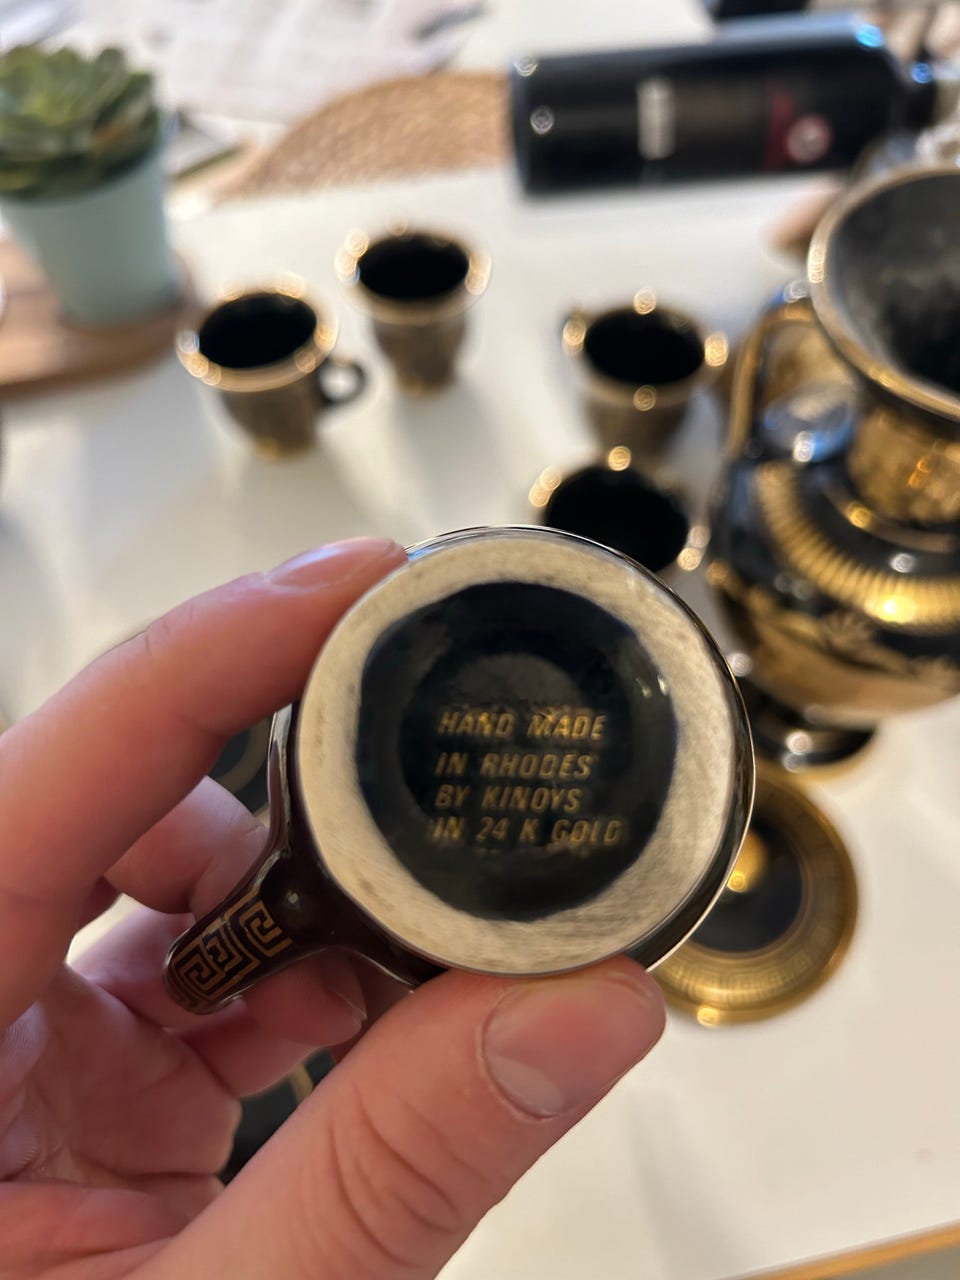 HAND MADE
IN RHODES
BY KINOYS
IN 24 K GOLD